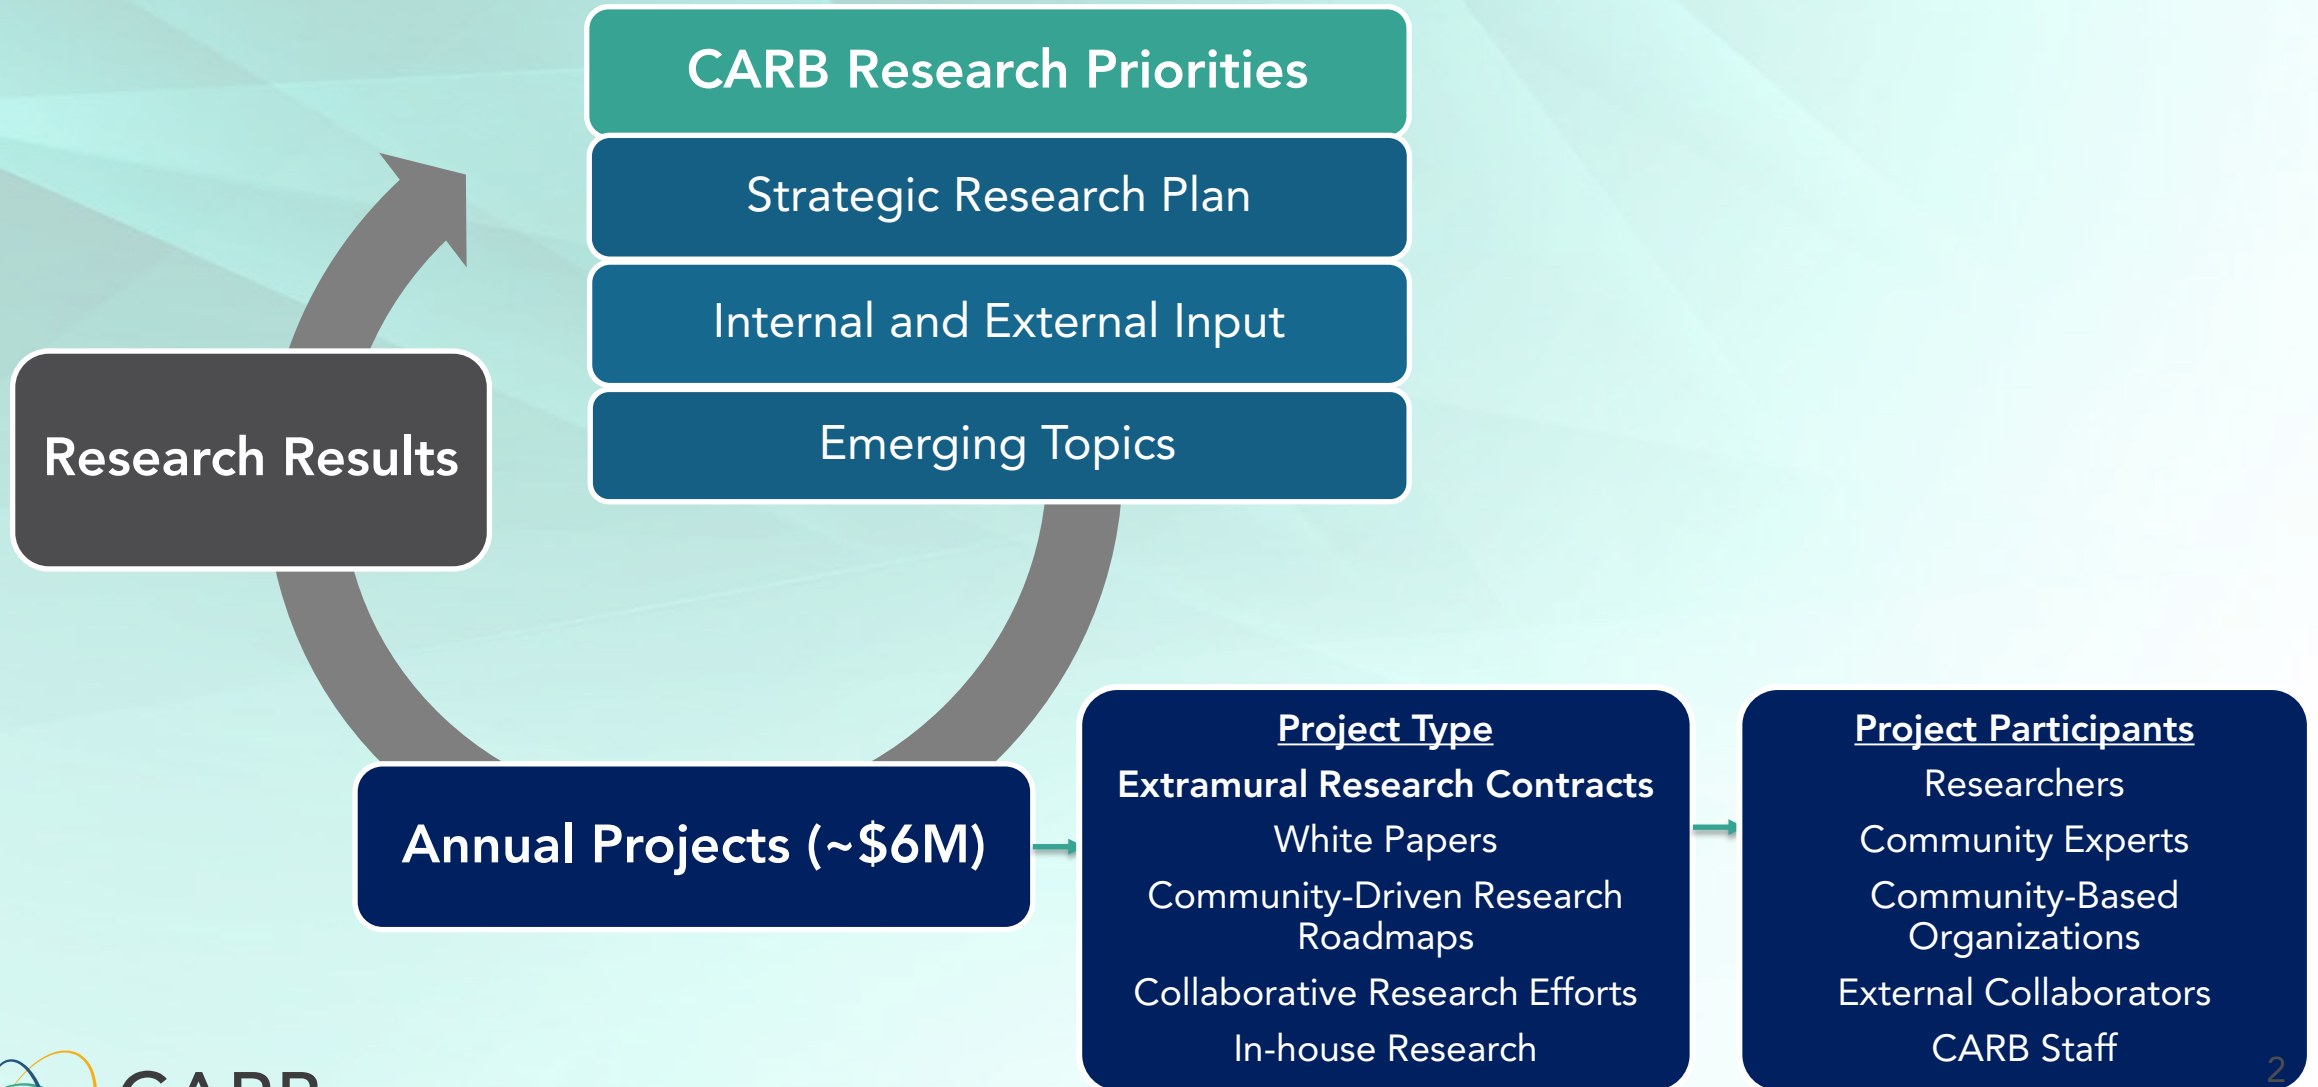 CARB Research Priorities
Strategic Research Plan
Internal and External Input
Emerging Topics
Research Results
Annual Projects (~$6M)
Project Type
Extramural Research Contracts
White Papers
Community-Driven Research
Roadmaps
Collaborative Research Efforts
In-house Research
Project Participants
Researchers
Community Experts
Community-Based
Organizations
External Collaborators
CARB Staff
CARB
2